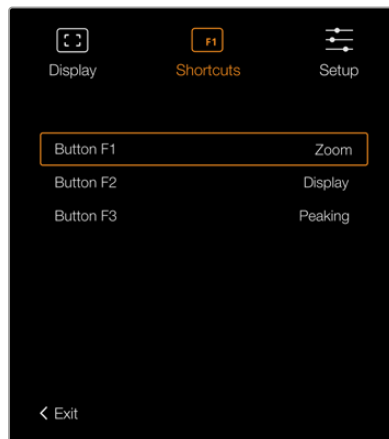 F1
Display Shortcuts Setup
Button F1 Zoom
Button F2 Display
Button F3 Peaking
Exit